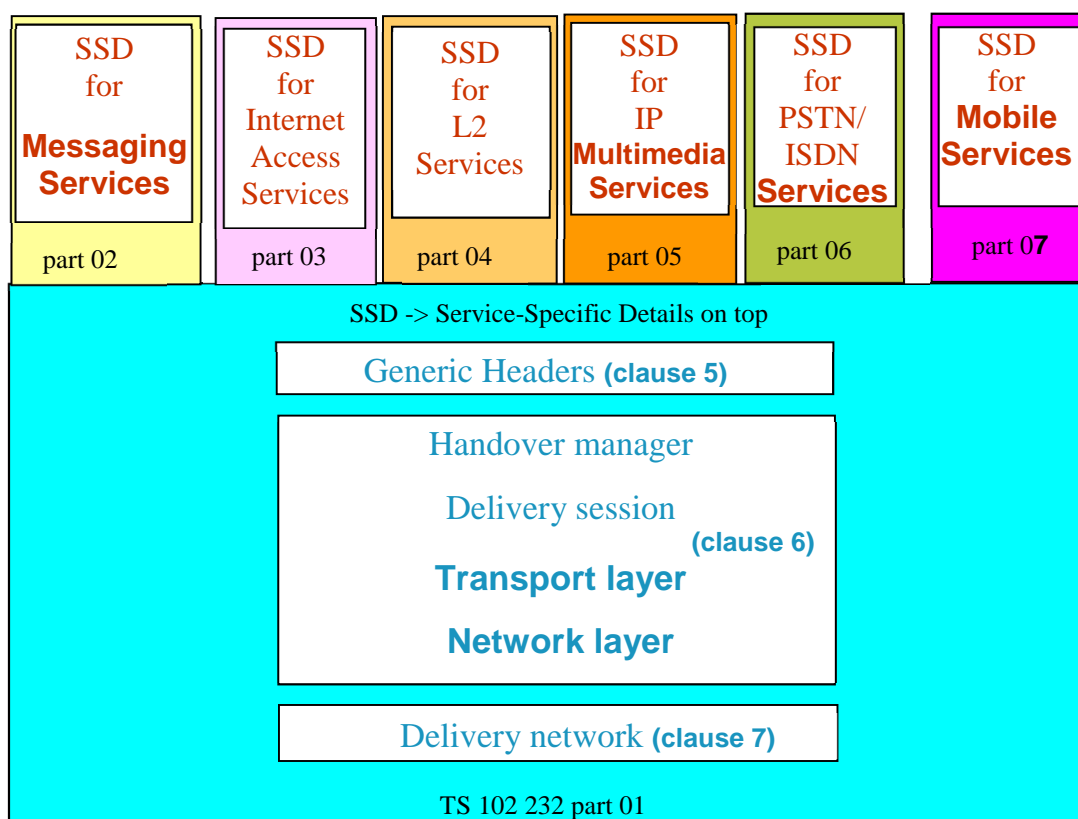 SSD
for
Messaging
Services
part 02
SSD
for
Internet
Access
Services
part 03
SSD
for
L2
Services
part 04
SSD
for
IP
Multimedia
Services
part 05
SSD
for
PSTN/
ISDN
Services
part 06
SSD
for
Mobile
Services
part 07
SSD -> Service-Specific Details on top
Generic Headers (clause 5)
Handover manager
Delivery session
(clause 6)
Transport layer
Network layer
Delivery network (clause 7)
TS 102 232 part 01